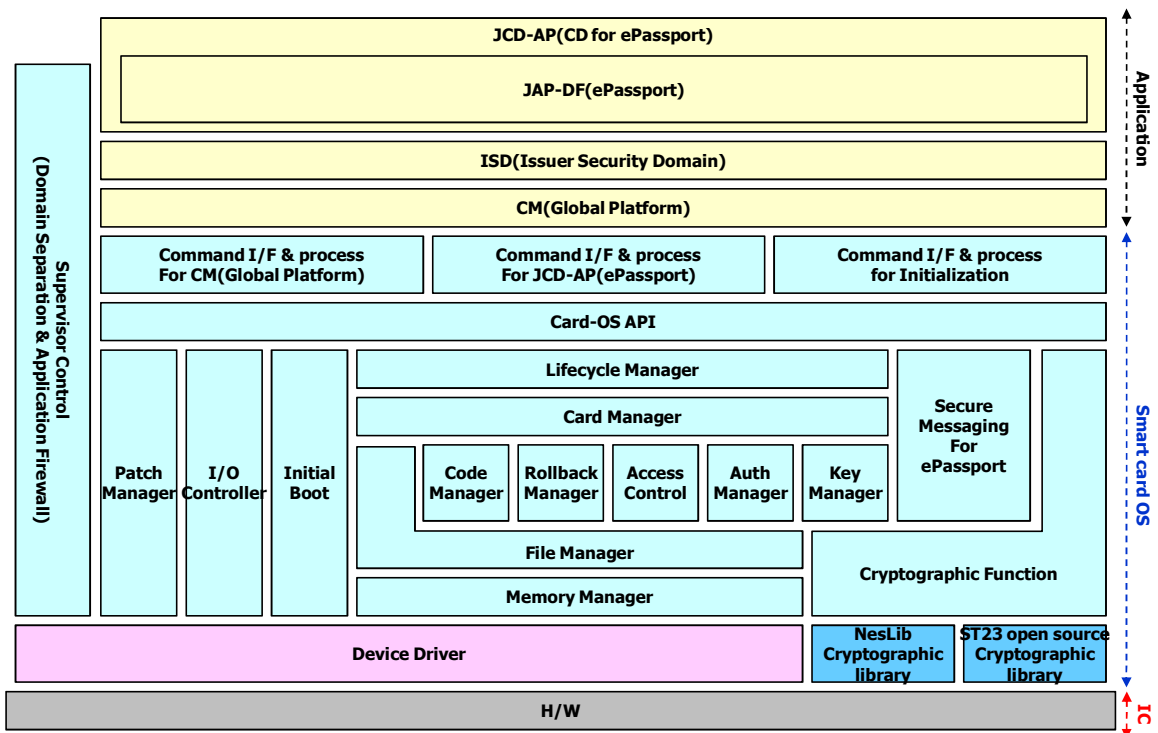 JCD-AP(CD for ePassport)
JAP-DF(ePassport)
ISD(Issuer Security Domain)
CM(Global Platform)
Application
Supervisor Control
(Domain Separation & Application Firewall)
Command I/F & process
For CM(Global Platform)
Command I/F & process
For JCD-AP(ePassport)
Command I/F & process
for Initialization
Card-OS API
Patch
Manager
I/O
Controller
Initial
Boot
Lifecycle Manager
Card Manager
Code
Manager
Rollback
Manager
Access
Control
Auth
Manager
Key
Manager
Secure
Messaging
For
ePassport
File Manager
Memory Manager
Cryptographic Function
Smart card OS
Device Driver
NesLib
Cryptographic
library
ST23 open source
Cryptographic
library
H/W
IC